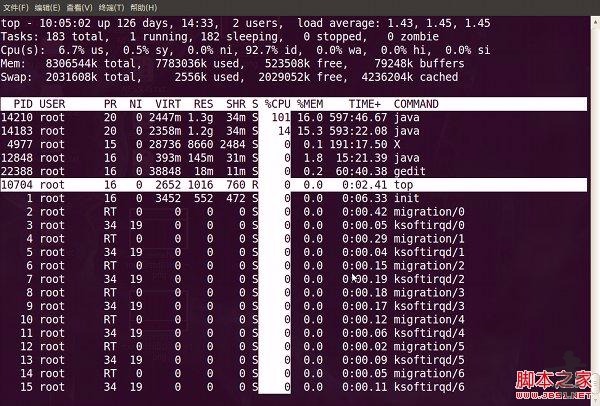 文件(F) 编辑(E) 查看(V) 终端(T) 帮助(H)
top - 10:05:02 up 126 days, 14:33,  2 users,  load average: 1.43, 1.45, 1.45
Tasks: 183 total,   1 running, 182 sleeping,   0 stopped,   0 zombie
Cpu(s):  6.7% us,  0.5% sy,  0.0% ni, 92.7% id,  0.0% wa,  0.0% hi,  0.0% si
Mem:   8306544k total,  7783036k used,   523508k free,    79248k buffers
Swap:  2031608k total,     2556k used,  2029052k free,  4236204k cached
PID USER PR NI VIRT RES SHR S %CPU %MEM TIME+ COMMAND
14210 root 20 0 2447m 1.3g 34m S 101 16.0 597:46.67 java
14183 root 20 0 2358m 1.2g 34m S 14 15.3 593:22.08 java
4977 root 15 0 28736 8660 2484 S 0 0.1 191:17.50 X
12848 root 16 0 393m 145m 31m S 0 1.8 15:21.39 java
22388 root 16 0 38848 18m 11m S 0 0.2 60:40.38 gedit
10704 root 16 0 2652 1016 760 R 0 0.0 0:02.41 top
1 root 16 0 3452 552 472 S 0 0.0 0:06.33 init
2 root RT 0 0 0 0 S 0 0.0 0:00.42 migration/0
3 root 34 19 0 0 0 S 0 0.0 0:00.05 ksoftirqd/0
4 root RT 0 0 0 0 S 0 0.0 0:00.29 migration/1
5 root 34 19 0 0 0 S 0 0.0 0:00.04 ksoftirqd/1
6 root RT 0 0 0 0 S 0 0.0 0:00.15 migration/2
7 root 34 19 0 0 0 S 0 0.0 0:00.19 ksoftirqd/2
8 root RT 0 0 0 0 S 0 0.0 0:00.18 migration/3
9 root 34 19 0 0 0 S 0 0.0 0:00.17 ksoftirqd/3
10 root RT 0 0 0 0 S 0 0.0 0:00.12 migration/4
11 root 34 19 0 0 0 S 0 0.0 0:00.06 ksoftirqd/4
12 root RT 0 0 0 0 S 0 0.0 0:00.02 migration/5
13 root 34 19 0 0 0 S 0 0.0 0:00.09 ksoftirqd/5
14 root RT 0 0 0 0 S 0 0.0 0:00.05 migration/6
15 root 34 19 0 0 0 S 0 0.0 0:00.11 ksoftirqd/6
脚本之家
www.JB51.NET